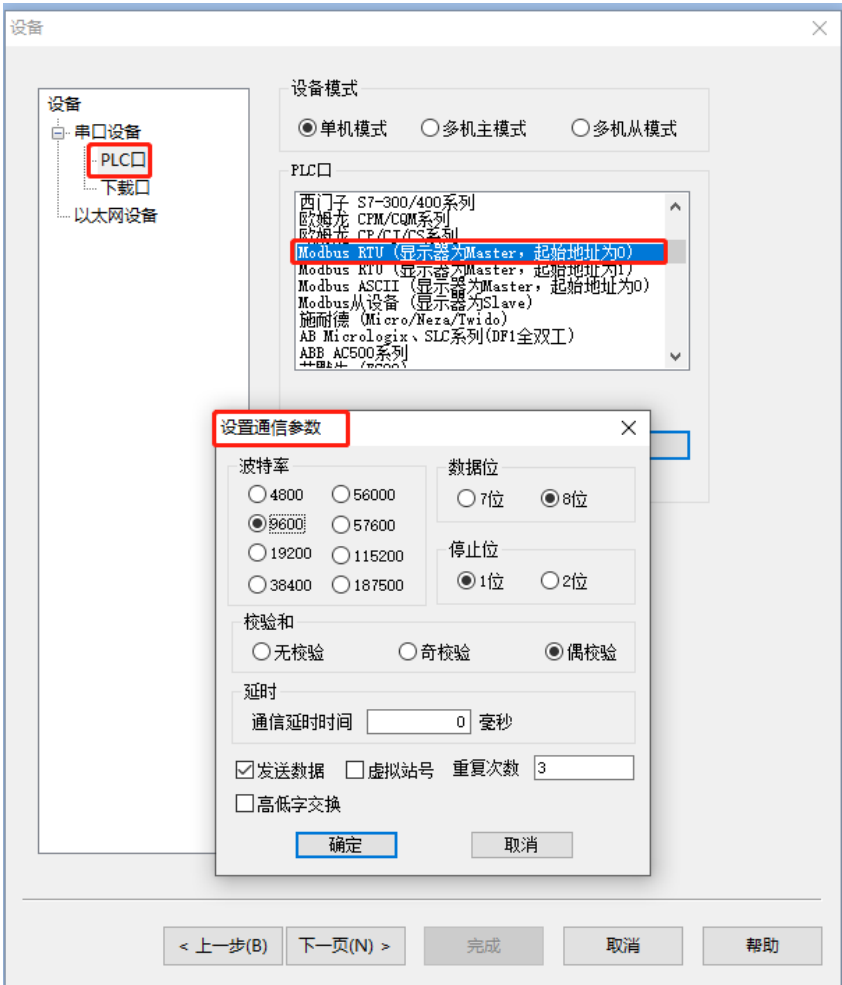 设备
设备
串口设备
PLC口
下载口
以太网设备
设备模式
单机模式 多机主模式 多机从模式
PLC口
西门子 S7-300/400系列
欧姆龙 CPM/CQM系列
欧姆龙 CP/CJ/CS系列
Modbus RTU (显示器为Master，起始地址为0)
Modbus RTU (显示器为Master，起始地址为1)
Modbus ASCII (显示器为Master，起始地址为0)
Modbus从设备 (显示器为Slave)
施耐德 (Micro/Neza/Twido)
AB Micrologix、SLC系列(DF1全双工)
ABB AC500系列
设置通信参数
波特率
4800 56000
9600 57600
19200 115200
38400 187500
数据位
7位 8位
停止位
1位 2位
校验和
无校验 奇校验 偶校验
延时
通信延时时间 0 毫秒
发送数据 虚拟站号 重复次数 3
高低字交换
确定 取消
< 上一步(B) 下一页(N) > 完成 取消 帮助